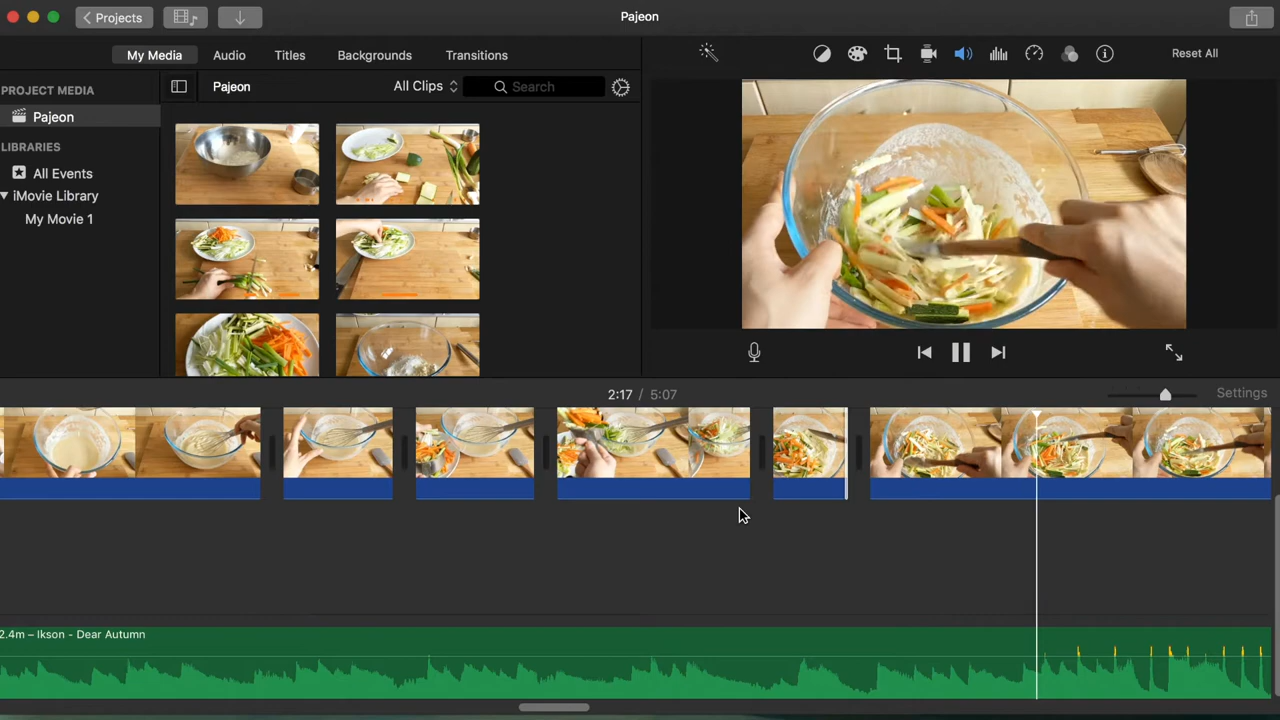 Projects
Pajeon
My Media
Audio
Titles
Backgrounds
Transitions
Reset All
PROJECT MEDIA
Pajeon
LIBRARIES
All Events
iMovie Library
My Movie 1
Pajeon
All Clips
Search
2:17 / 5:07
Settings
2.4m – Ikson - Dear Autumn